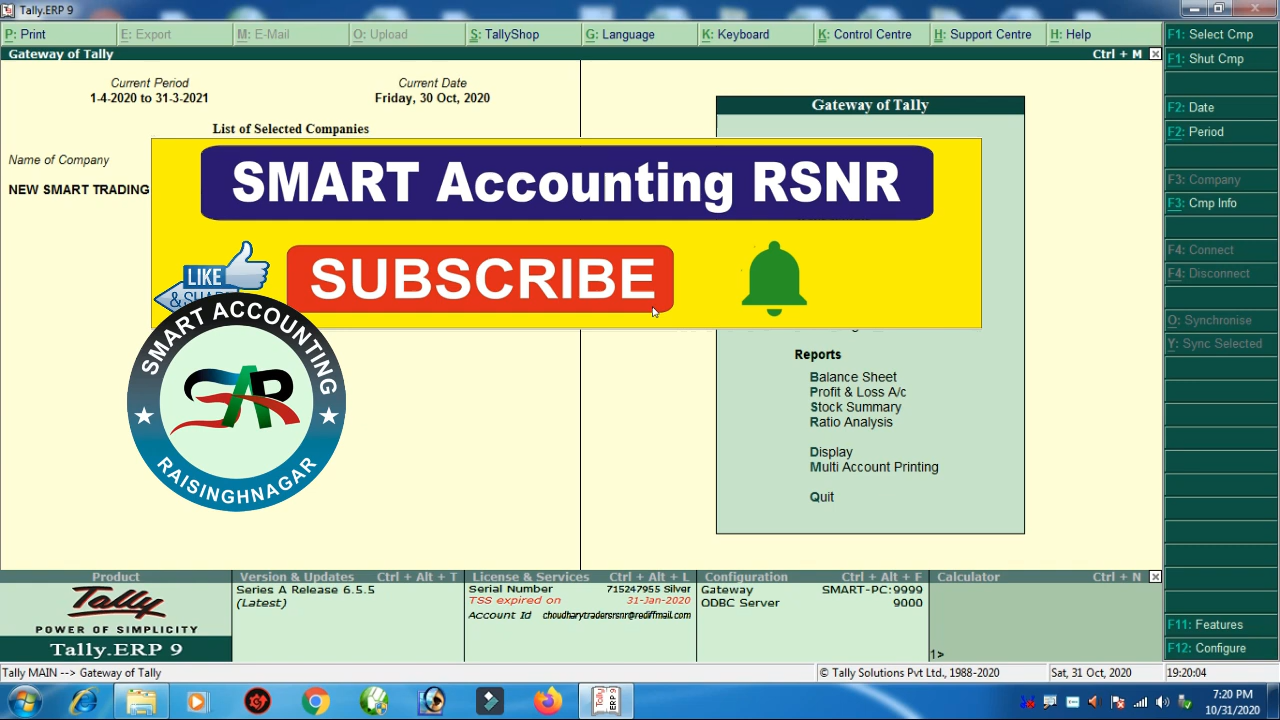 Tally.ERP 9
P: Print
E: Export
M: E-Mail
O: Upload
S: TallyShop
G: Language
K: Keyboard
K: Control Centre
H: Support Centre
H: Help
Gateway of Tally
Ctrl + M
Current Period
1-4-2020 to 31-3-2021
Current Date
Friday, 30 Oct, 2020
List of Selected Companies
Name of Company
NEW SMART TRADING
SMART Accounting RSNR
LIKE
& SHARE
SUBSCRIBE
SMART ACCOUNTING
RAISINGHNAGAR
Gateway of Tally
Reports
Balance Sheet
Profit & Loss A/c
Stock Summary
Ratio Analysis
Display
Multi Account Printing
Quit
F1: Select Cmp
F1: Shut Cmp
F2: Date
F2: Period
F3: Company
F3: Cmp Info
F4: Connect
F4: Disconnect
O: Synchronise
Y: Sync Selected
F11: Features
F12: Configure
Product
Tally
POWER OF SIMPLICITY
Tally.ERP 9
Version & Updates Ctrl + Alt + T
Series A Release 6.5.5
(Latest)
License & Services Ctrl + Alt + L
Serial Number 715247955 Silver
TSS expired on 31-Jan-2020
Account Id choudharytradersrsnr@rediffmail.com
Configuration Ctrl + Alt + F
Gateway SMART-PC:9999
ODBC Server 9000
Calculator Ctrl + N
1>
Tally MAIN --> Gateway of Tally
© Tally Solutions Pvt Ltd., 1988-2020
Sat, 31 Oct, 2020
19:20:04
7:20 PM
10/31/2020